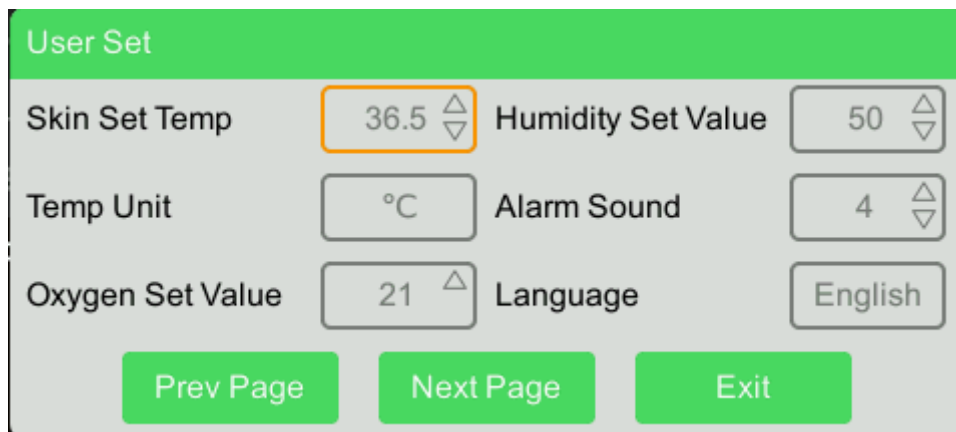 User Set
Skin Set Temp 36.5 Humidity Set Value 50
Temp Unit °C Alarm Sound 4
Oxygen Set Value 21 Language English
Prev Page Next Page Exit